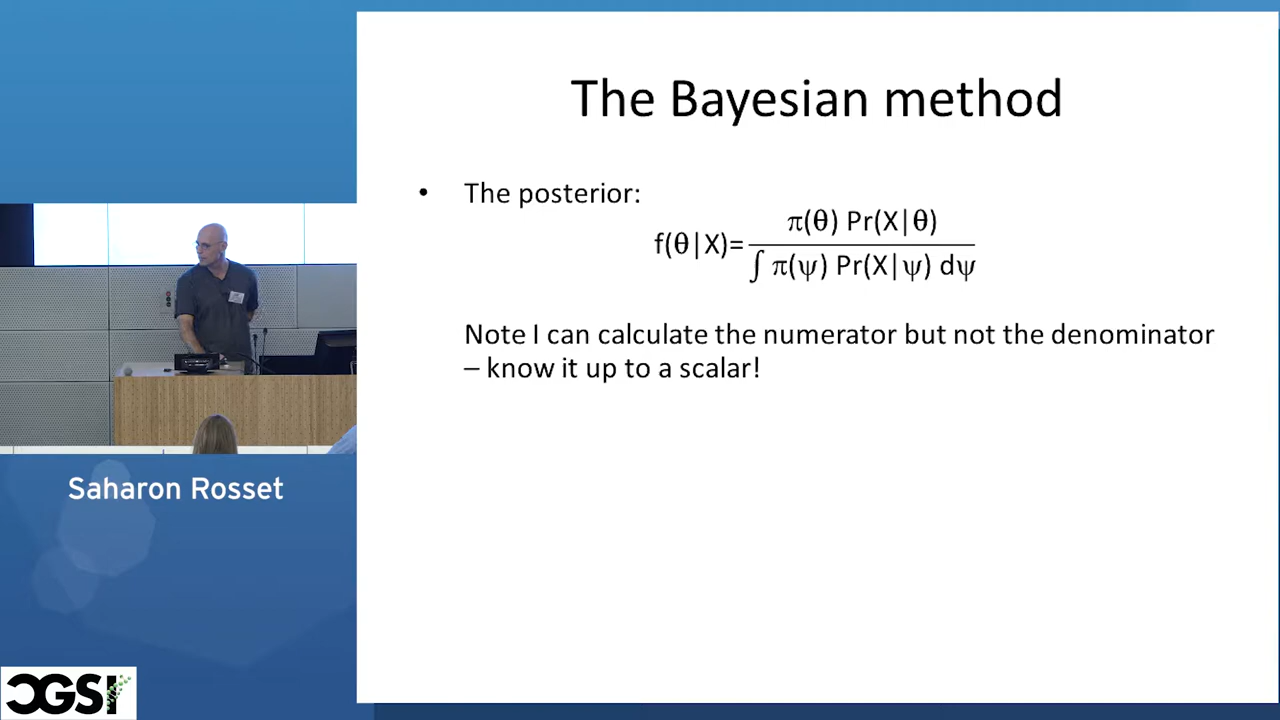 The Bayesian method
• The posterior:
f(θ|X)= π(θ) Pr(X|θ)
∫ π(ψ) Pr(X|ψ) dψ
Note I can calculate the numerator but not the denominator
– know it up to a scalar!
Saharon Rosset
CGSI